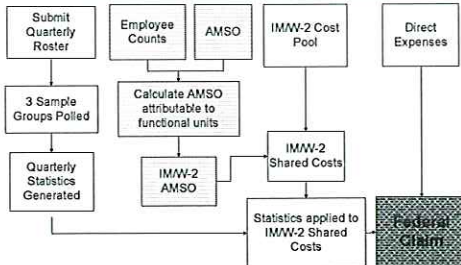 Submit
Quarterly
Roster
Employee
Counts
AMSO
IM/W-2 Cost
Pool
Direct
Expenses
3 Sample
Groups Polled
Calculate AMSO
attributable to
functional units
Quarterly
Statistics
Generated
IM/W-2
AMSO
IM/W-2
Shared Costs
Statistics applied to
IM/W-2 Shared
Costs
Federal
Claim